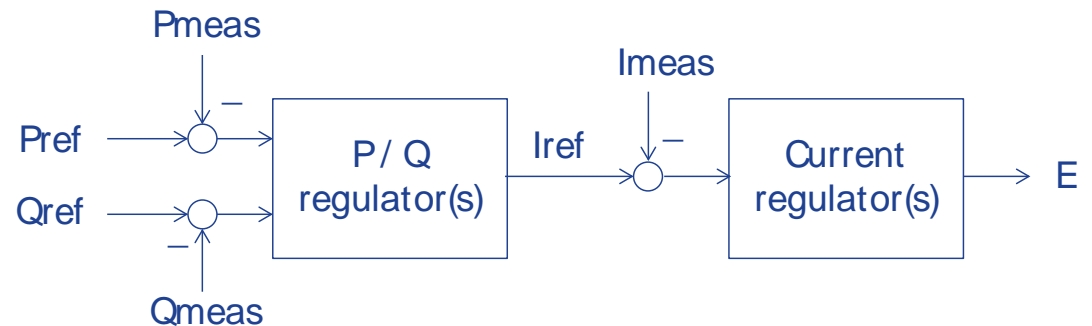 Pmeas
Imeas
Pref
P / Q
regulator(s)
Iref
Current
regulator(s)
E
Qref
Qmeas